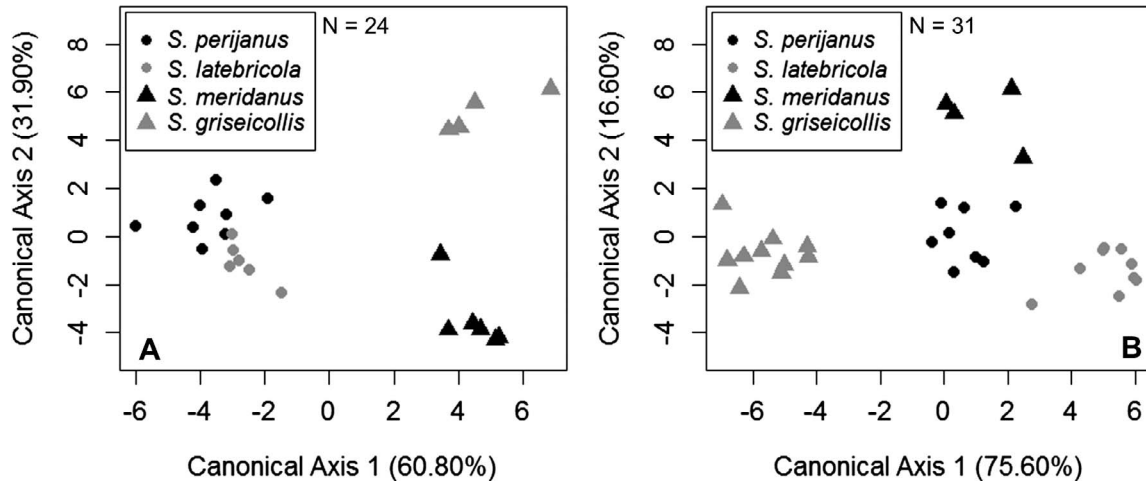 N = 24
S. perijanus
S. latebricola
S. meridanus
S. griseicollis
8
6
4
2
0
-2
-4
Canonical Axis 2 (31.90%)
A
-6 -4 -2 0 2 4 6
Canonical Axis 1 (60.80%)
N = 31
S. perijanus
S. latebricola
S. meridanus
S. griseicollis
8
6
4
2
0
-2
-4
Canonical Axis 2 (16.60%)
B
-6 -4 -2 0 2 4 6
Canonical Axis 1 (75.60%)